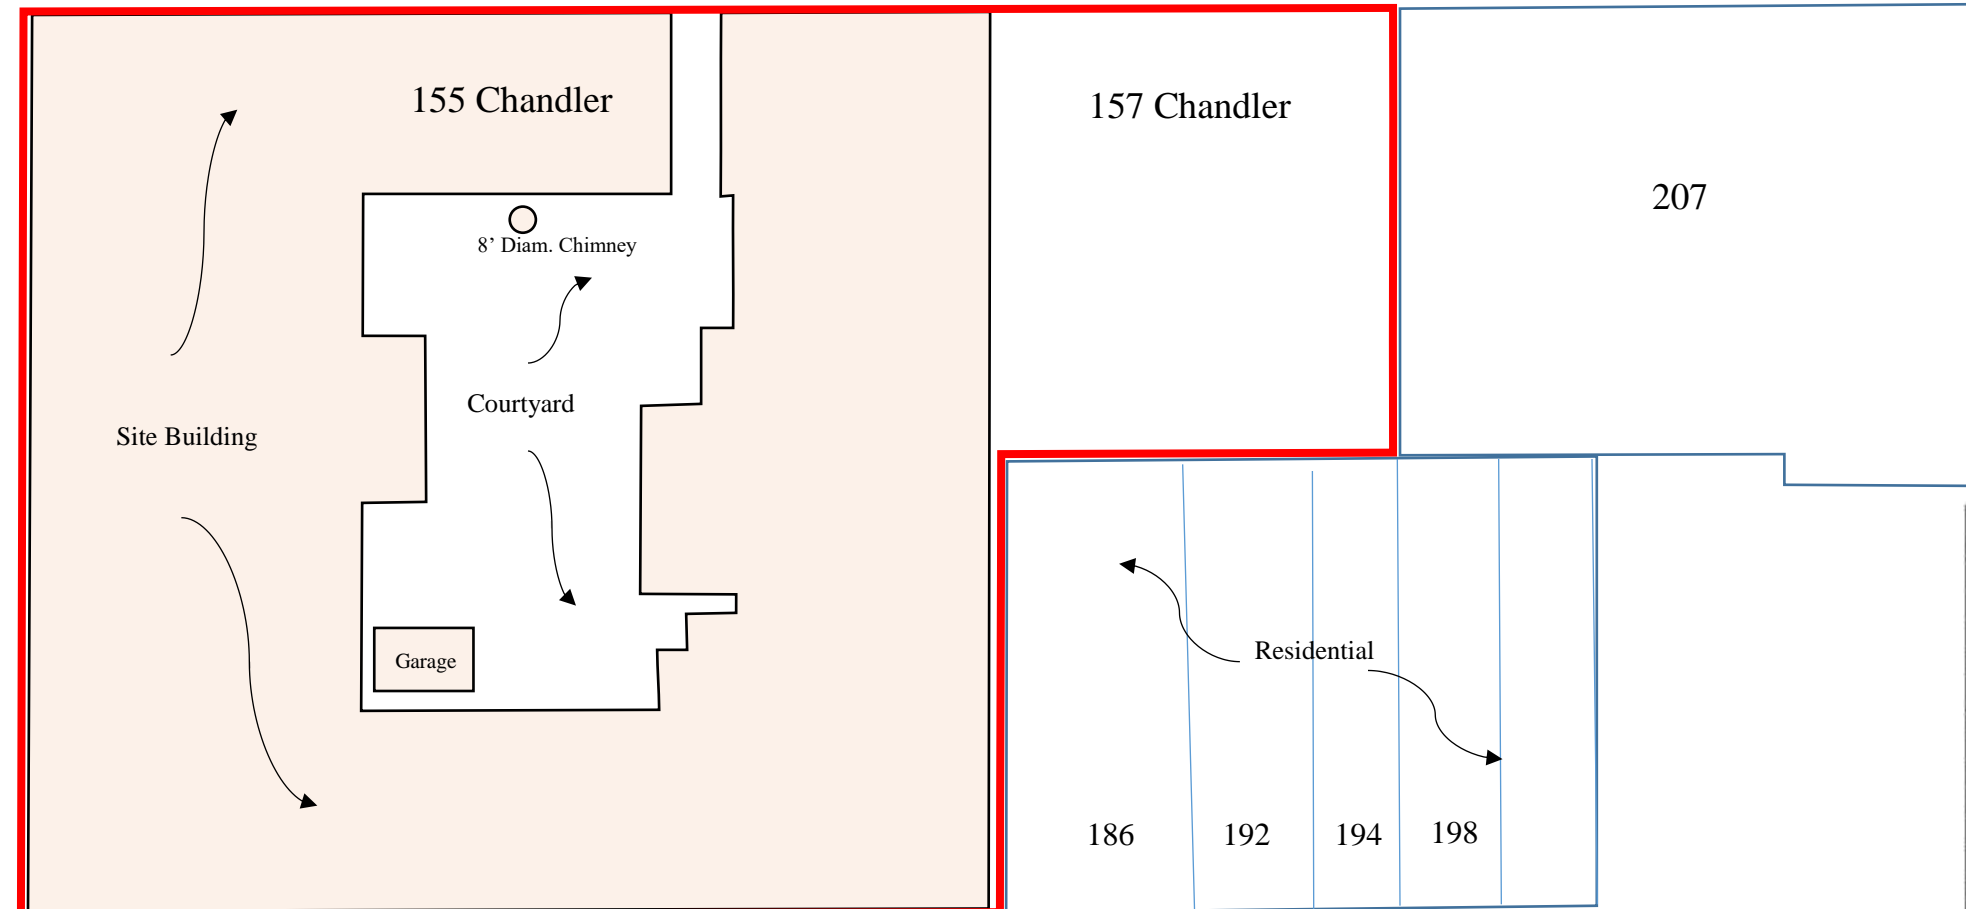 155 Chandler
157 Chandler
207
8’ Diam. Chimney
Courtyard
Site Building
Garage
Residential
186
192
194
198